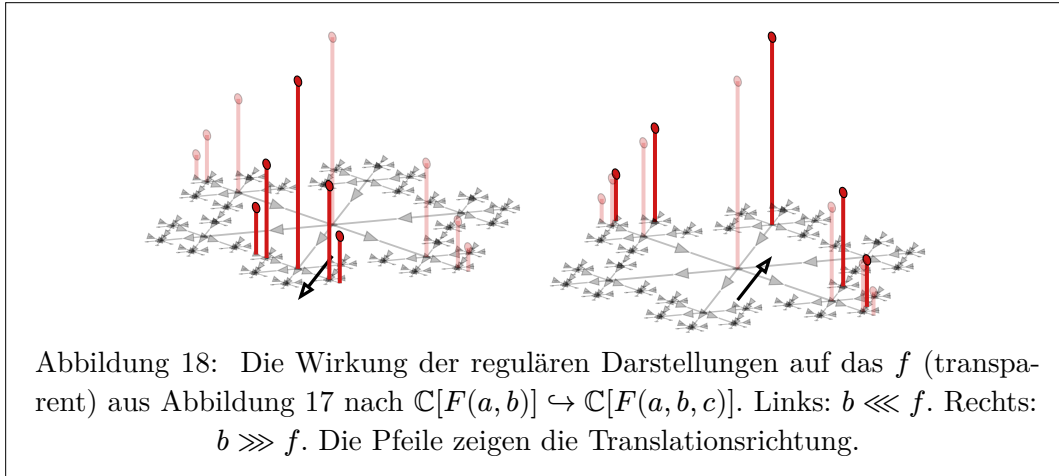 Abbildung 18: Die Wirkung der regulären Darstellungen auf das f (transpa-
rent) aus Abbildung 17 nach ℂ[F(a, b)] ↪ ℂ[F(a, b, c)]. Links: b ⋘ f. Rechts:
b ⋙ f. Die Pfeile zeigen die Translationsrichtung.